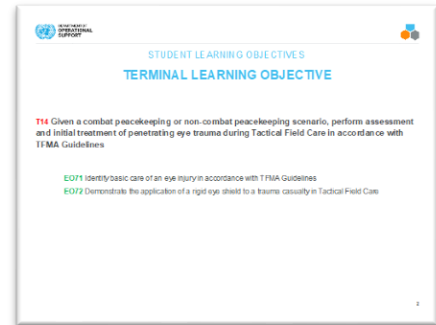 DEPARTMENT OF
OPERATIONAL
SUPPORT
STUDENT LEARNING OBJECTIVES
TERMINAL LEARNING OBJECTIVE
T14 Given a combat peacekeeping or non-combat peacekeeping scenario, perform assessment
and initial treatment of penetrating eye trauma during Tactical Field Care in accordance with
TFMA Guidelines
EO71 Identify basic care of an eye injury in accordance with TFMA Guidelines
EO72 Demonstrate the application of a rigid eye shield to a trauma casualty in Tactical Field Care
2